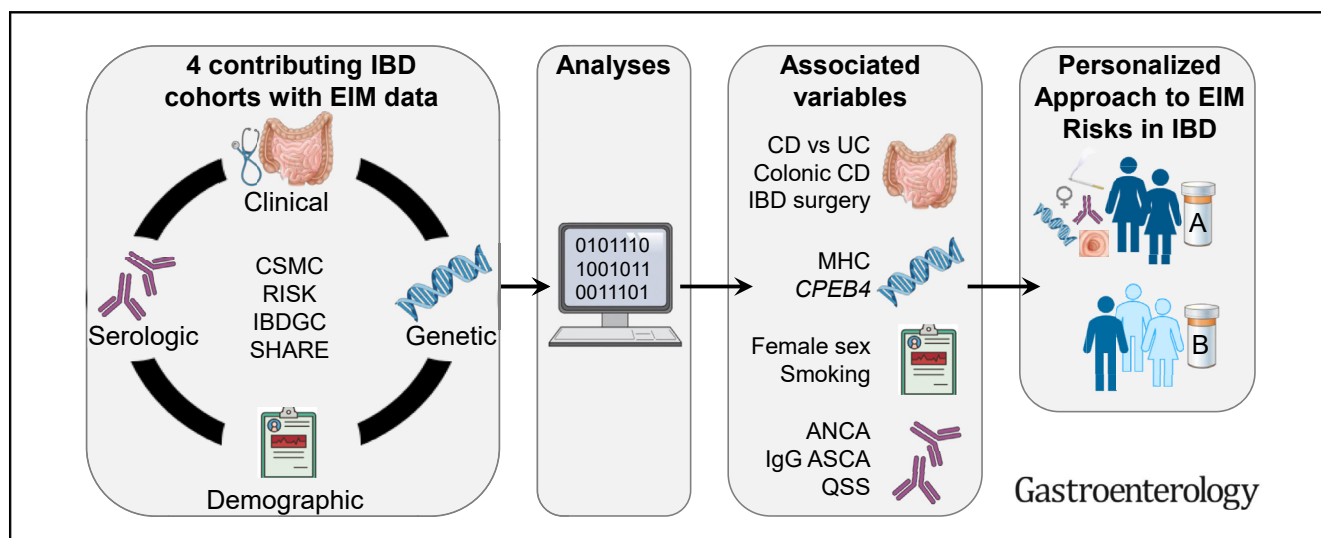 4 contributing IBD
cohorts with EIM data
Clinical
Serologic
CSMC
RISK
IBDGC
SHARE
Genetic
Demographic
Analyses
0101110
1001011
0011101
Associated
variables
CD vs UC
Colonic CD
IBD surgery
MHC
CPEB4
Female sex
Smoking
ANCA
IgG ASCA
QSS
Personalized
Approach to EIM
Risks in IBD
A
B
Gastroenterology